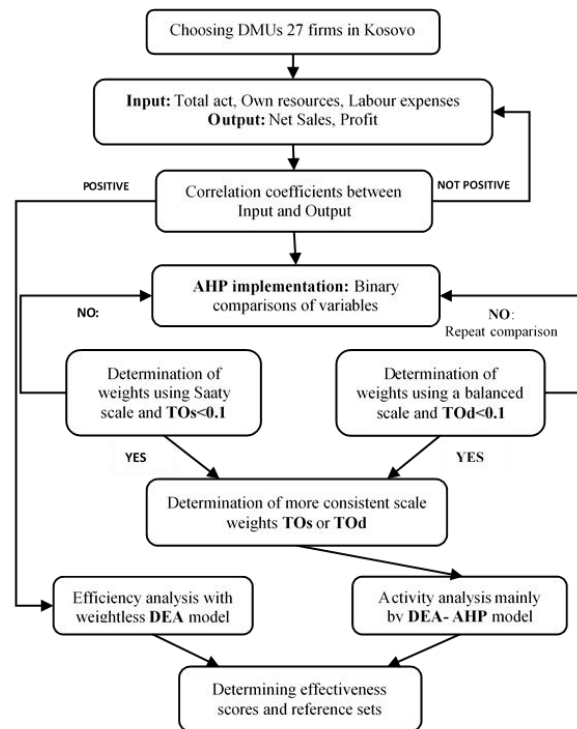 Choosing DMUs 27 firms in Kosovo
Input: Total act, Own resources, Labour expenses
Output: Net Sales, Profit
POSITIVE
NOT POSITIVE
Correlation coefficients between
Input and Output
AHP implementation: Binary
comparisons of variables
NO:
NO:
Repeat comparison
Determination of
weights using Saaty
scale and TOs<0.1
Determination of
weights using a balanced
scale and TOd<0.1
YES
YES
Determination of more consistent scale
weights TOs or TOd
Efficiency analysis with
weightless DEA model
Activity analysis mainly
by DEA- AHP model
Determining effectiveness
scores and reference sets